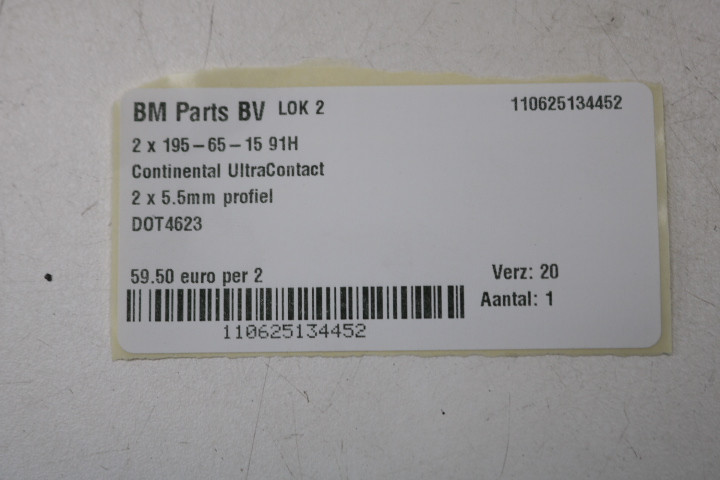 BM Parts BV LOK 2 110625134452
2 x 195-65-15 91H
Continental UltraContact
2 x 5.5mm profiel
DOT4623
59.50 euro per 2 Verz: 20
Aantal: 1
110625134452